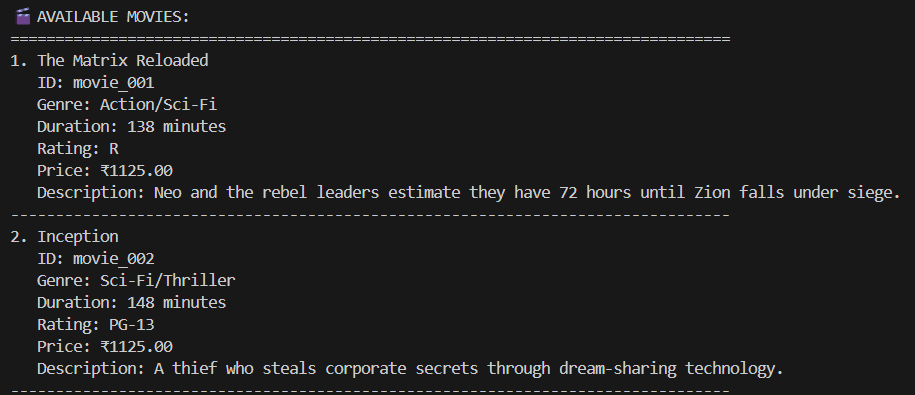 🎬 AVAILABLE MOVIES:
================================================================================
1. The Matrix Reloaded
ID: movie_001
Genre: Action/Sci-Fi
Duration: 138 minutes
Rating: R
Price: ₹1125.00
Description: Neo and the rebel leaders estimate they have 72 hours until Zion falls under siege.
--------------------------------------------------------------------------------
2. Inception
ID: movie_002
Genre: Sci-Fi/Thriller
Duration: 148 minutes
Rating: PG-13
Price: ₹1125.00
Description: A thief who steals corporate secrets through dream-sharing technology.
--------------------------------------------------------------------------------